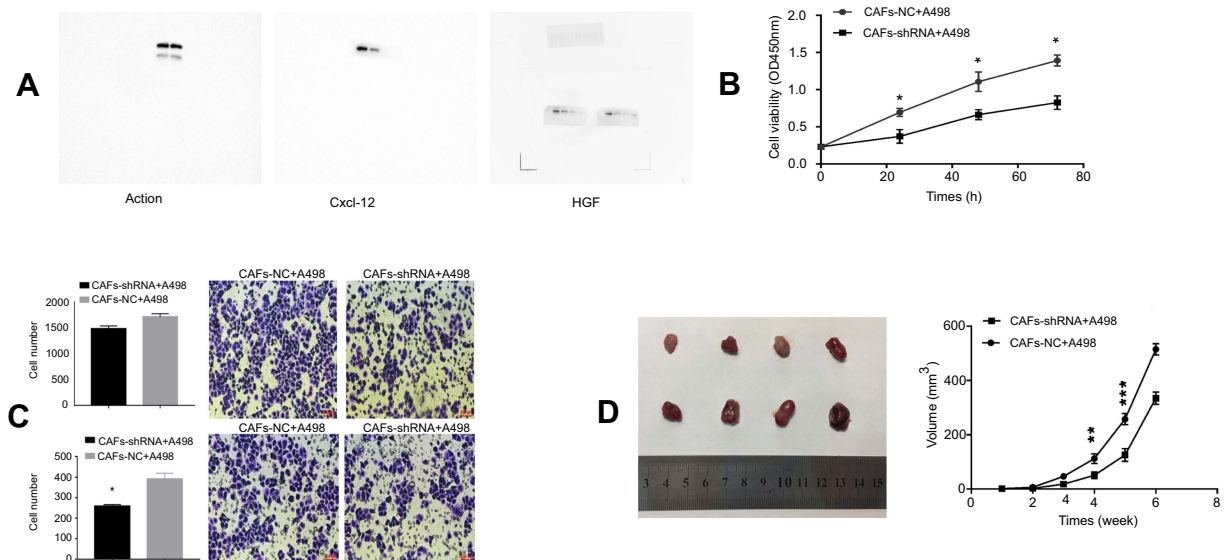 A
Action
Cxcl-12
HGF
B
CAFs-NC+A498
CAFs-shRNA+A498
Cell viability (OD450nm)
2.0
1.5
1.0
0.5
0.0
*
*
*
0
20
40
60
80
Times (h)
C
CAFs-shRNA+A498
CAFs-NC+A498
Cell number
2000
1500
1000
500
0
CAFs-NC+A498
CAFs-shRNA+A498
CAFs-shRNA+A498
CAFs-NC+A498
Cell number
500
400
300
200
100
0
*
CAFs-NC+A498
CAFs-shRNA+A498
D
3 4 5 6 7 8 9 10 11 12 13 14 15
CAFs-shRNA+A498
CAFs-NC+A498
Volume (mm3)
600
400
200
0
**
***
0
2
4
6
8
Times (week)